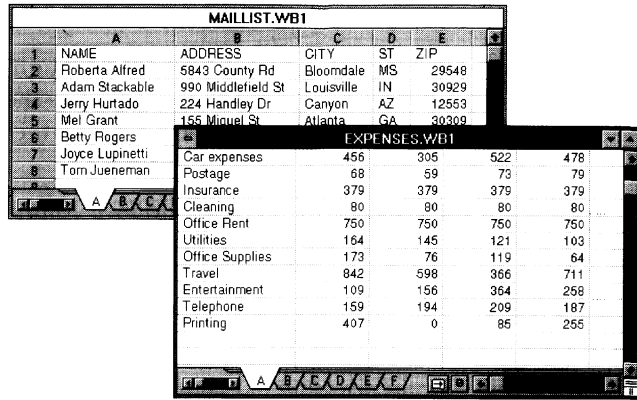 MAILLIST.WB1
A B C D E
1 NAME ADDRESS CITY ST ZIP
2 Roberta Alfred 5843 County Rd Bloomdale MS 29548
3 Adam Stackable 990 Middlefield St Louisville IN 30929
4 Jerry Hurtado 224 Handley Dr Canyon AZ 12553
5 Mel Grant 155 Miguel St Atlanta GA 30309
6 Betty Rogers
7 Joyce Lupinetti
8 Tom Jueneman
A B C
EXPENSES.WB1
Car expenses 456 305 522 478
Postage 68 59 73 79
Insurance 379 379 379 379
Cleaning 80 80 80 80
Office Rent 750 750 750 750
Utilities 164 145 121 103
Office Supplies 173 76 119 64
Travel 842 598 366 711
Entertainment 109 156 364 258
Telephone 159 194 209 187
Printing 407 0 85 255
A B C D E F